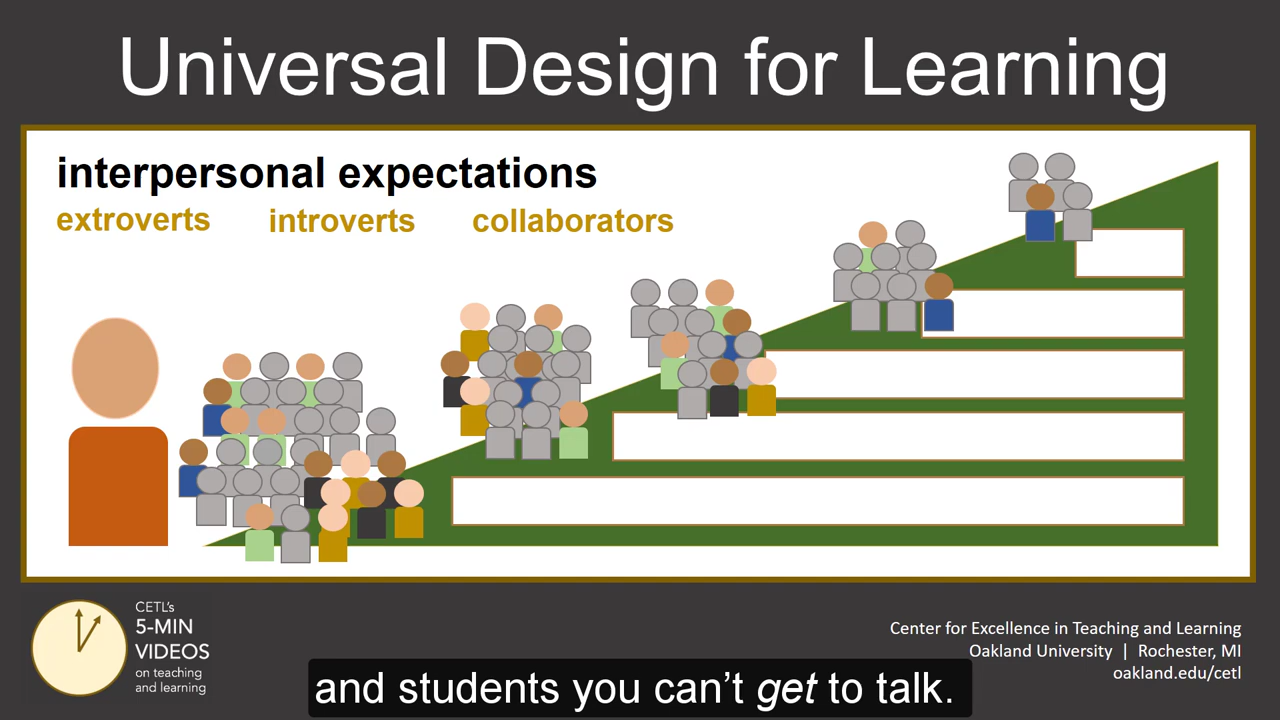 Universal Design for Learning
interpersonal expectations
extroverts introverts collaborators
CETL's
5-MIN
VIDEOS
on teaching
and learning
Center for Excellence in Teaching and Learning
Oakland University | Rochester, MI
oakland.edu/cetl
and students you can't get to talk.